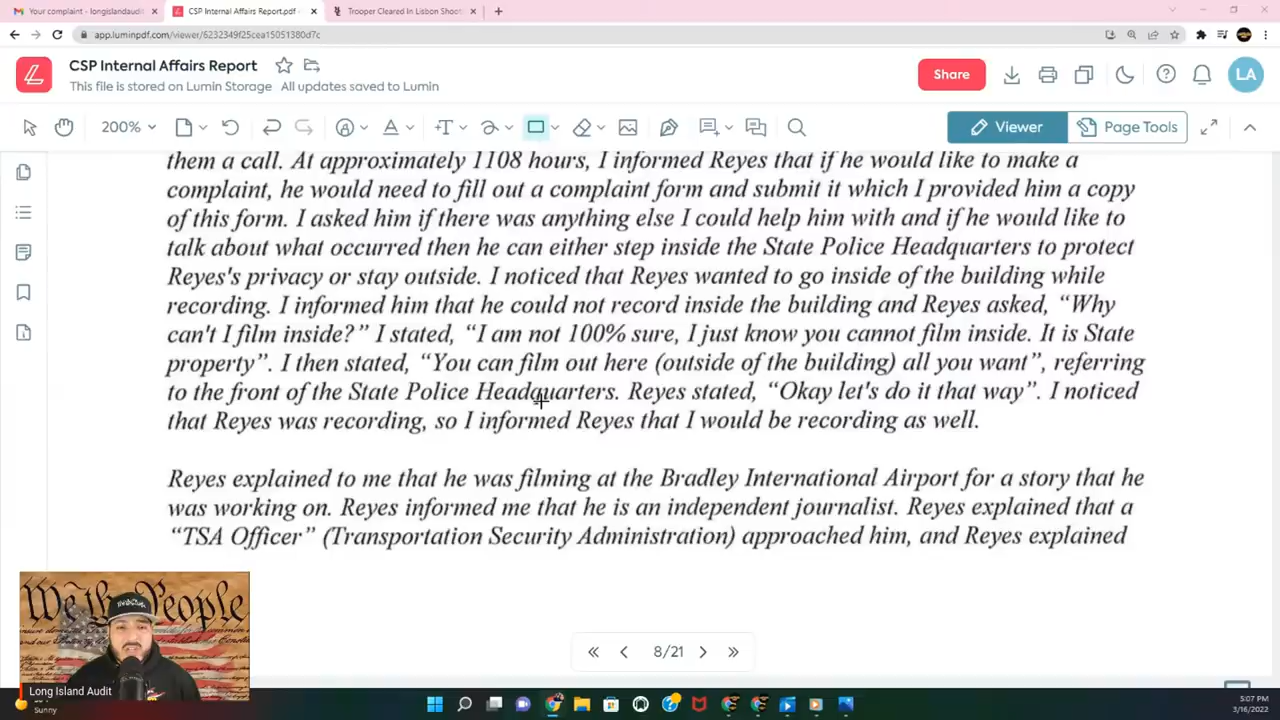 Your complaint - longislandaudi
CSP Internal Affairs Report.pdf -
Trooper Cleared In Lisbon Shoot
app.luminpdf.com/viewer/6232349f25cea15051380d7c
CSP Internal Affairs Report
This file is stored on Lumin Storage All updates saved to Lumin
Share
LA
200%
Viewer
Page Tools
them a call. At approximately 1108 hours, I informed Reyes that if he would like to make a
complaint, he would need to fill out a complaint form and submit it which I provided him a copy
of this form. I asked him if there was anything else I could help him with and if he would like to
talk about what occurred then he can either step inside the State Police Headquarters to protect
Reyes's privacy or stay outside. I noticed that Reyes wanted to go inside of the building while
recording. I informed him that he could not record inside the building and Reyes asked, “Why
can't I film inside?” I stated, “I am not 100% sure, I just know you cannot film inside. It is State
property”. I then stated, “You can film out here (outside of the building) all you want”, referring
to the front of the State Police Headquarters. Reyes stated, “Okay let's do it that way”. I noticed
that Reyes was recording, so I informed Reyes that I would be recording as well.
Reyes explained to me that he was filming at the Bradley International Airport for a story that he
was working on. Reyes informed me that he is an independent journalist. Reyes explained that a
“TSA Officer” (Transportation Security Administration) approached him, and Reyes explained
We the People
8/21
Long Island Audit
Sunny
5:07 PM
3/16/2022